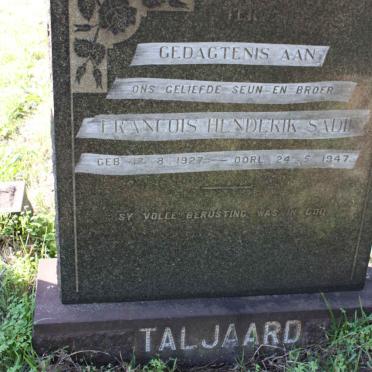 TER
GEDAGTENIS AAN
ONS GELIEFDE SEUN EN BROER
FRANCOIS HENDERIK SADIE
GEB. 8 1927 — OORL. 24 5 1947
SY VOLLE BERUSTING WAS IN GOD
TALJAARD